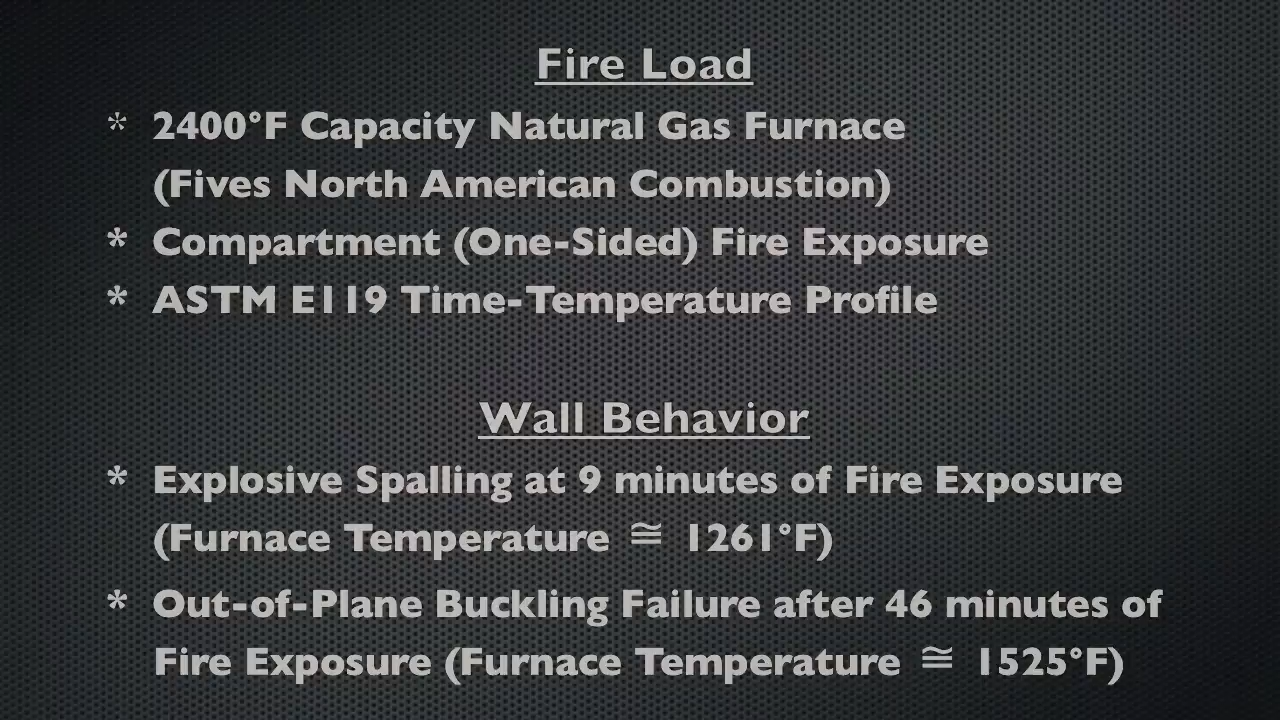 Fire Load
* 2400°F Capacity Natural Gas Furnace
(Fives North American Combustion)
* Compartment (One-Sided) Fire Exposure
* ASTM E119 Time-Temperature Profile
Wall Behavior
* Explosive Spalling at 9 minutes of Fire Exposure
(Furnace Temperature ≅ 1261°F)
* Out-of-Plane Buckling Failure after 46 minutes of
Fire Exposure (Furnace Temperature ≅ 1525°F)